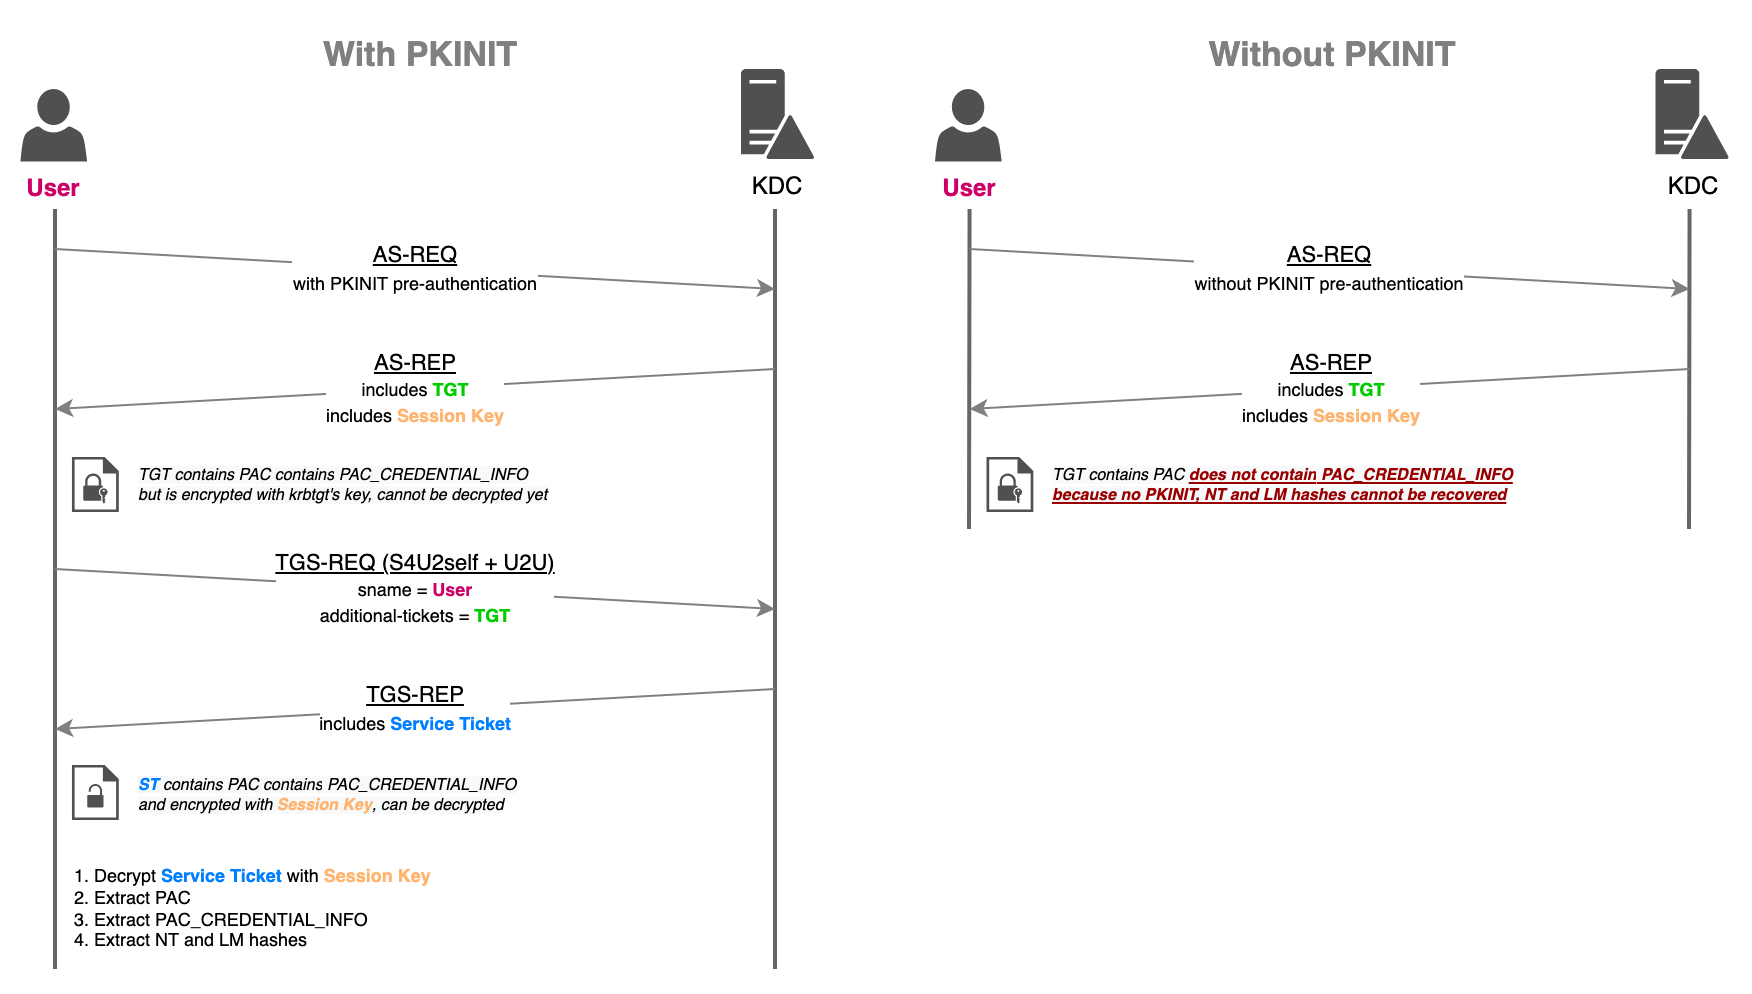 With PKINIT
User
KDC
AS-REQ
with PKINIT pre-authentication
AS-REP
includes TGT
includes Session Key
TGT contains PAC contains PAC_CREDENTIAL_INFO
but is encrypted with krbtgt's key, cannot be decrypted yet
TGS-REQ (S4U2self + U2U)
sname = User
additional-tickets = TGT
TGS-REP
includes Service Ticket
ST contains PAC contains PAC_CREDENTIAL_INFO
and encrypted with Session Key, can be decrypted
1. Decrypt Service Ticket with Session Key
2. Extract PAC
3. Extract PAC_CREDENTIAL_INFO
4. Extract NT and LM hashes
Without PKINIT
User
KDC
AS-REQ
without PKINIT pre-authentication
AS-REP
includes TGT
includes Session Key
TGT contains PAC does not contain PAC_CREDENTIAL_INFO
because no PKINIT, NT and LM hashes cannot be recovered